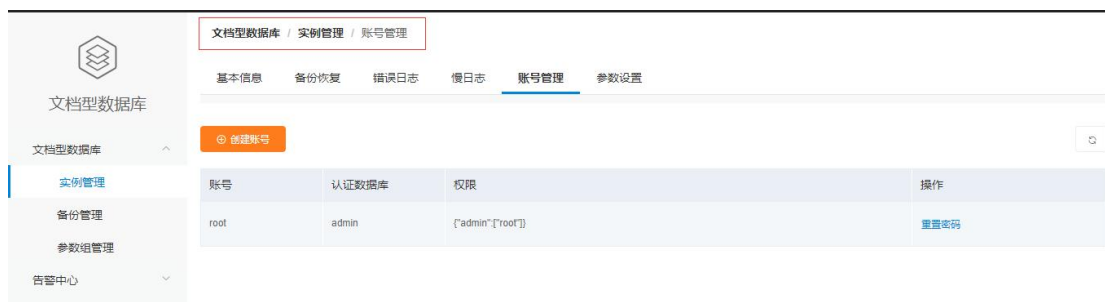 文档型数据库 / 实例管理 / 账号管理
基本信息 备份恢复 错误日志 慢日志 账号管理 参数设置
文档型数据库
文档型数据库
实例管理
备份管理
参数组管理
告警中心
创建账号
账号 认证数据库 权限 操作
root admin {"admin":["root"]} 重置密码